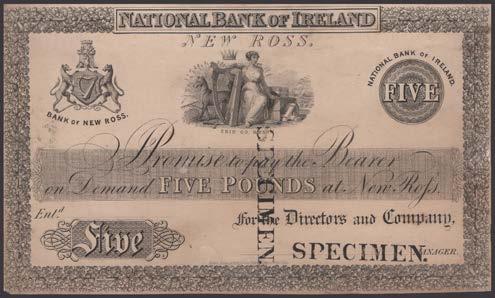 NATIONAL BANK OF IRELAND
NEW ROSS.
NATIONAL BANK OF IRELAND.
FIVE
BANK OF NEW ROSS.
ERIN GO BRAGH
I Promise to pay the Bearer
on Demand FIVE POUNDS at New Roſs.
Entd.
For the Directors and Company,
Five
SPECIMEN.
MANAGER.
SPECIMEN